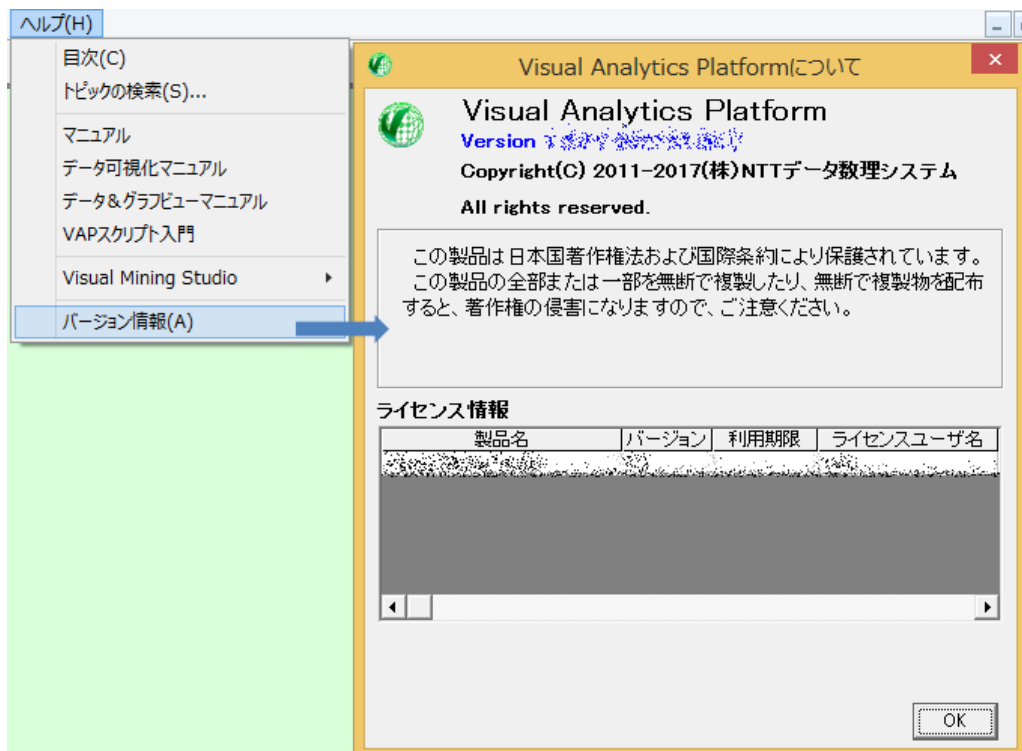 ヘルプ(H)
目次(C)
トピックの検索(S)...
マニュアル
データ可視化マニュアル
データ&グラフビューマニュアル
VAPスクリプト入門
Visual Mining Studio
バージョン情報(A)
Visual Analytics Platformについて
Visual Analytics Platform
Version
Copyright(C) 2011-2017(株)NTTデータ数理システム
All rights reserved.
この製品は日本国著作権法および国際条約により保護されています。
この製品の全部または一部を無断で複製したり、無断で複製物を配布
すると、著作権の侵害になりますので、ご注意ください。
ライセンス情報
製品名 バージョン 利用期限 ライセンスユーザ名
OK